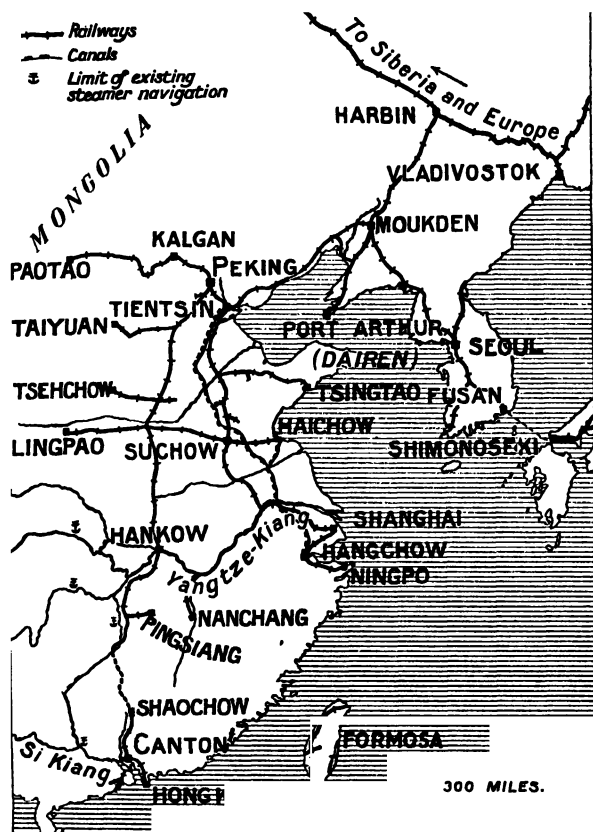 Railways
Canals
Limit of existing
steamer navigation
To Siberia and Europe
HARBIN
MONGOLIA
VLADIVOSTOK
MOUKDEN
KALGAN
PAOTAO
PEKING
TIENTSIN
TAIYUAN
PORT ARTHUR
SEOUL
(DAIREN)
TSEHCHOW
TSINGTAO
FUSAN
HAICHOW
LINGPAO
SUCHOW
SHIMONOSEKI
SHANGHAI
HANKOW
HANGCHOW
Yangtze-Kiang
NINGPO
NANCHANG
PINGSIANG
SHAOCHOW
CANTON
FORMOSA
Si Kiang
300 MILES.
HONG